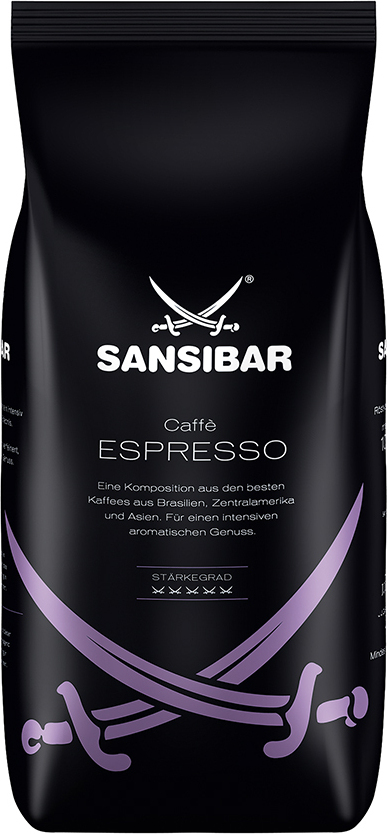 ®
SANSIBAR
Caffè
ESPRESSO
Eine Komposition aus den besten
Kaffees aus Brasilien, Zentralamerika
und Asien. Für einen intensiven
aromatischen Genuss.
STÄRKEGRAD